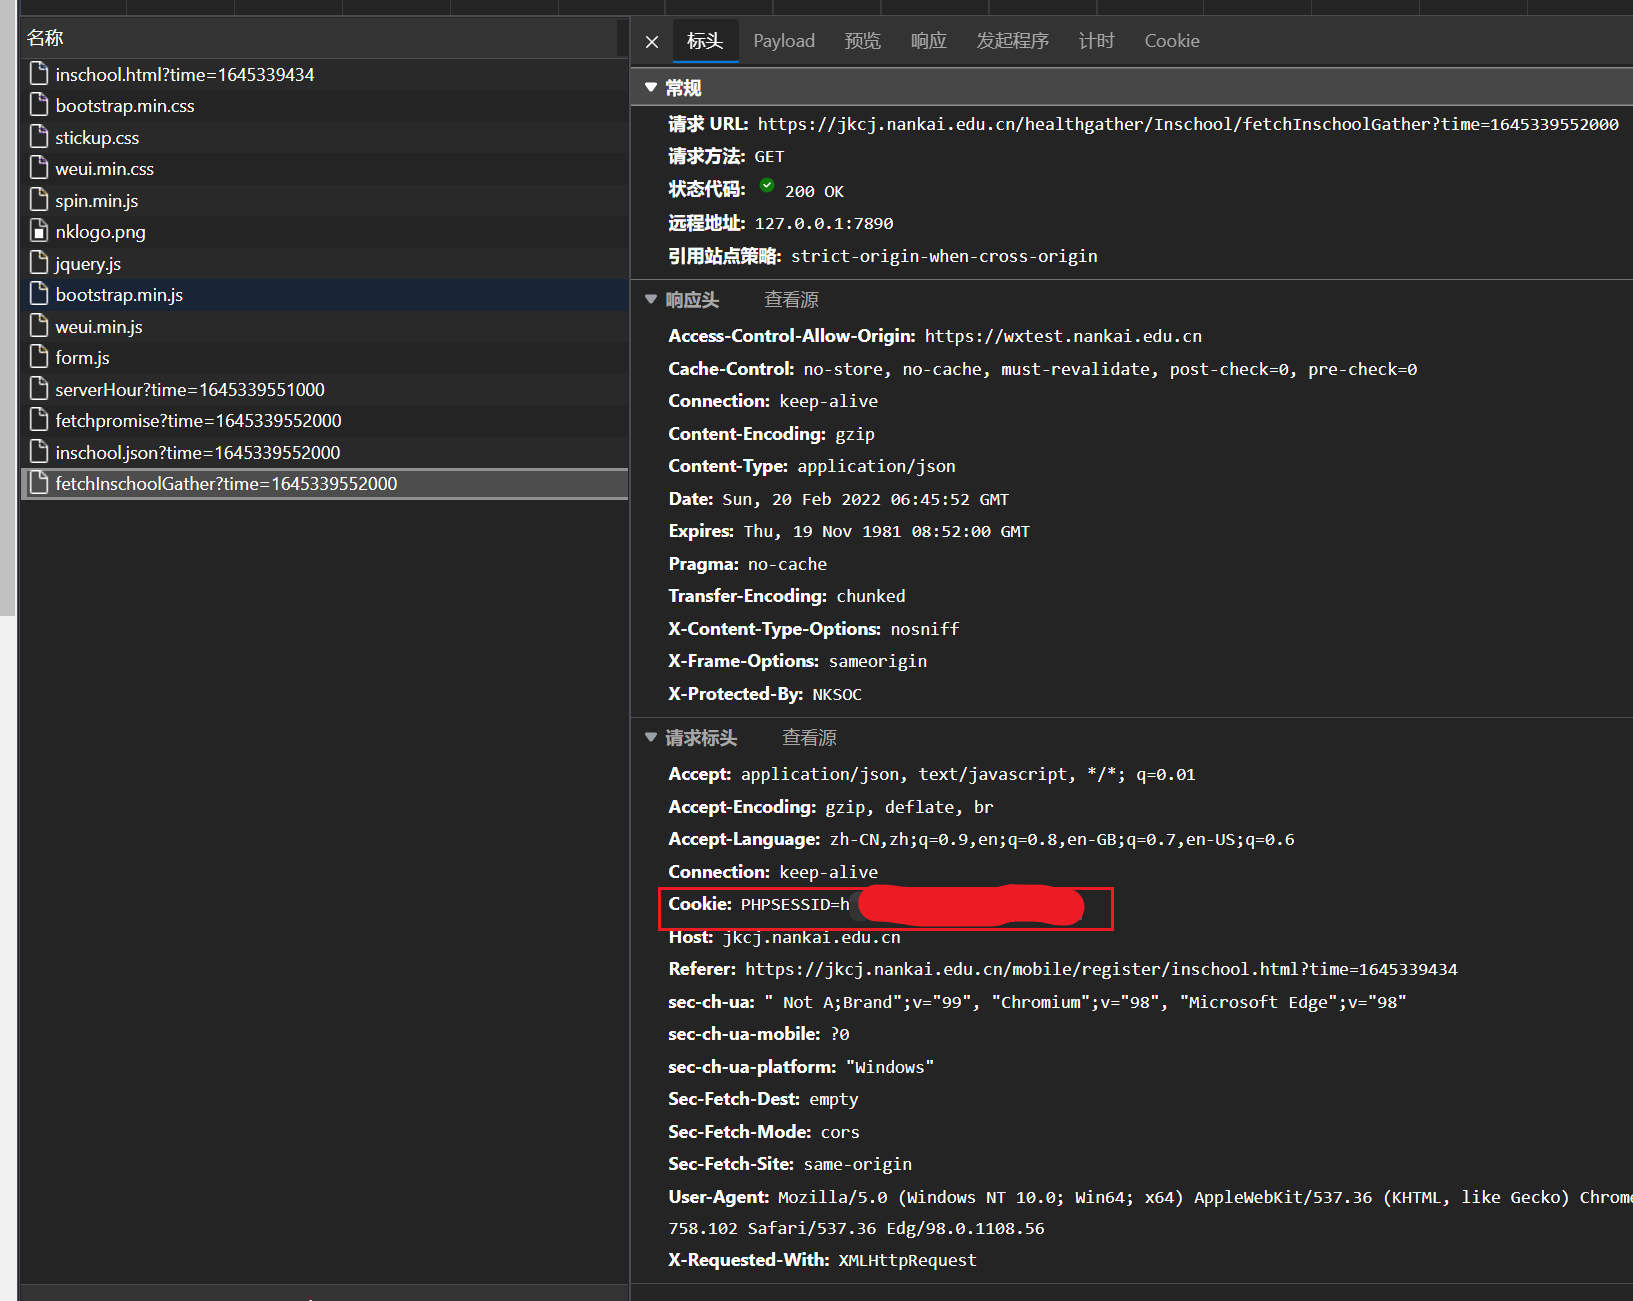 名称
inschool.html?time=1645339434
bootstrap.min.css
stickup.css
weui.min.css
spin.min.js
nklogo.png
jquery.js
bootstrap.min.js
weui.min.js
form.js
serverHour?time=1645339551000
fetchpromise?time=1645339552000
inschool.json?time=1645339552000
fetchInschoolGather?time=1645339552000
标头 Payload 预览 响应 发起程序 计时 Cookie
常规
请求 URL: https://jkcj.nankai.edu.cn/healthgather/Inschool/fetchInschoolGather?time=1645339552000
请求方法: GET
状态代码: 200 OK
远程地址: 127.0.0.1:7890
引用站点策略: strict-origin-when-cross-origin
响应头 查看源
Access-Control-Allow-Origin: https://wxtest.nankai.edu.cn
Cache-Control: no-store, no-cache, must-revalidate, post-check=0, pre-check=0
Connection: keep-alive
Content-Encoding: gzip
Content-Type: application/json
Date: Sun, 20 Feb 2022 06:45:52 GMT
Expires: Thu, 19 Nov 1981 08:52:00 GMT
Pragma: no-cache
Transfer-Encoding: chunked
X-Content-Type-Options: nosniff
X-Frame-Options: sameorigin
X-Protected-By: NKSOC
请求标头 查看源
Accept: application/json, text/javascript, */*; q=0.01
Accept-Encoding: gzip, deflate, br
Accept-Language: zh-CN,zh;q=0.9,en;q=0.8,en-GB;q=0.7,en-US;q=0.6
Connection: keep-alive
Cookie: PHPSESSID=h
Host: jkcj.nankai.edu.cn
Referer: https://jkcj.nankai.edu.cn/mobile/register/inschool.html?time=1645339434
sec-ch-ua: " Not A;Brand";v="99", "Chromium";v="98", "Microsoft Edge";v="98"
sec-ch-ua-mobile: ?0
sec-ch-ua-platform: "Windows"
Sec-Fetch-Dest: empty
Sec-Fetch-Mode: cors
Sec-Fetch-Site: same-origin
User-Agent: Mozilla/5.0 (Windows NT 10.0; Win64; x64) AppleWebKit/537.36 (KHTML, like Gecko) Chrome
758.102 Safari/537.36 Edg/98.0.1108.56
X-Requested-With: XMLHttpRequest